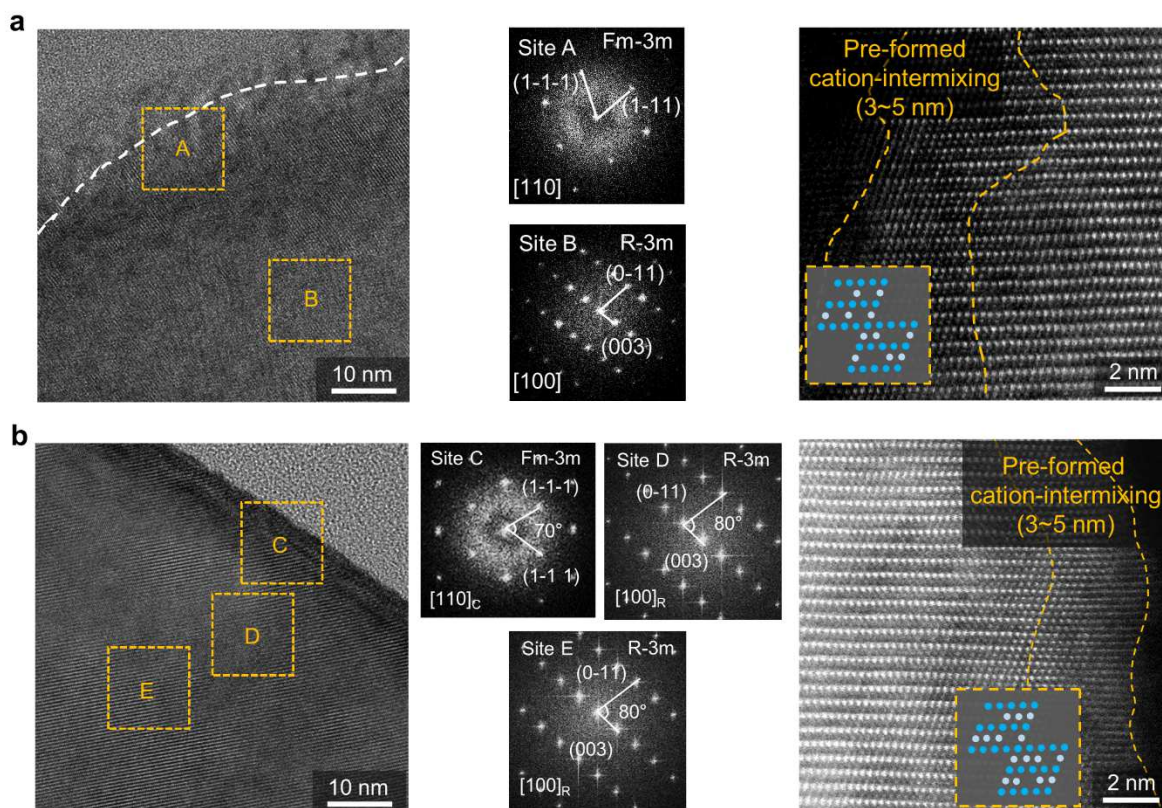 a
A
B
10 nm
Site A
Fm-3m
(1-1-1)
(1-11)
[110]
Site B
R-3m
(0-11)
(003)
[100]
Pre-formed
cation-intermixing
(3~5 nm)
2 nm
b
C
D
E
10 nm
Site C
Fm-3m
(1-1-1)
70°
(1-1 1)
[110]C
Site D
R-3m
(0-11)
80°
(003)
[100]R
Site E
R-3m
(0-11)
80°
(003)
[100]R
Pre-formed
cation-intermixing
(3~5 nm)
2 nm